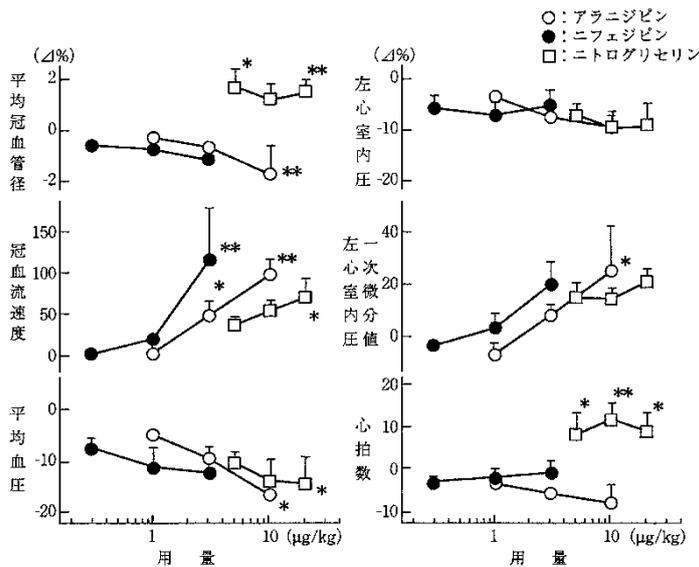 ○：アラニジピン
●：ニフェジピン
□：ニトログリセリン
(⊿%)
平均冠血管径
2
0
-2
*
**
**
冠血流速度
150
100
50
0
**
*
**
*
平均血圧
0
-10
-20
*
*
1
10 (μg/kg)
用 量
(⊿%)
左心室内圧
0
-10
-20
左心室内圧
一次微分値
40
20
0
*
心拍数
20
10
0
-10
*
**
*
1
10 (μg/kg)
用 量